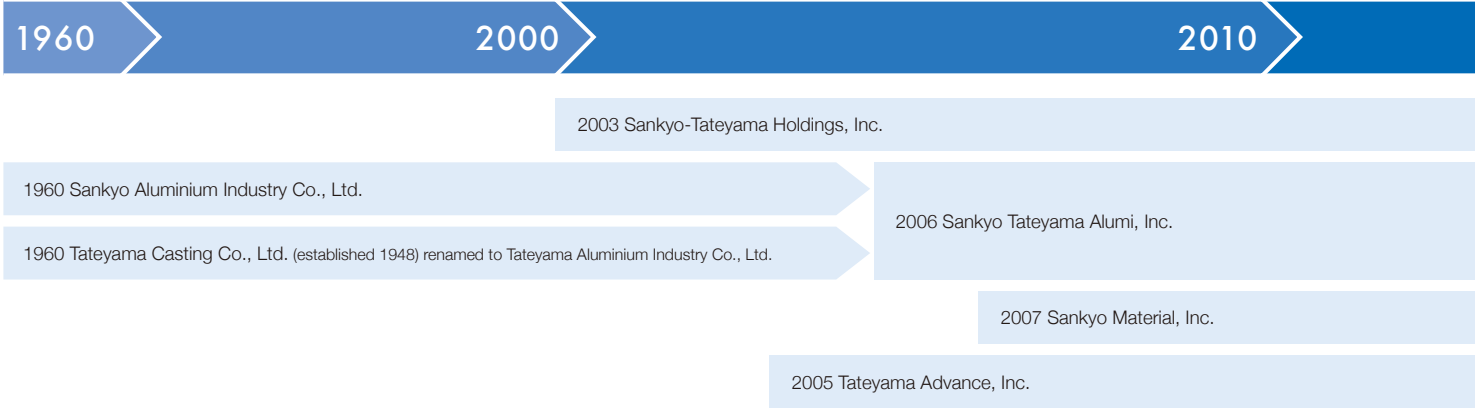 1960
2000
2010
2003 Sankyo-Tateyama Holdings, Inc.
1960 Sankyo Aluminium Industry Co., Ltd.
2006 Sankyo Tateyama Alumi, Inc.
1960 Tateyama Casting Co., Ltd. (established 1948) renamed to Tateyama Aluminium Industry Co., Ltd.
2007 Sankyo Material, Inc.
2005 Tateyama Advance, Inc.